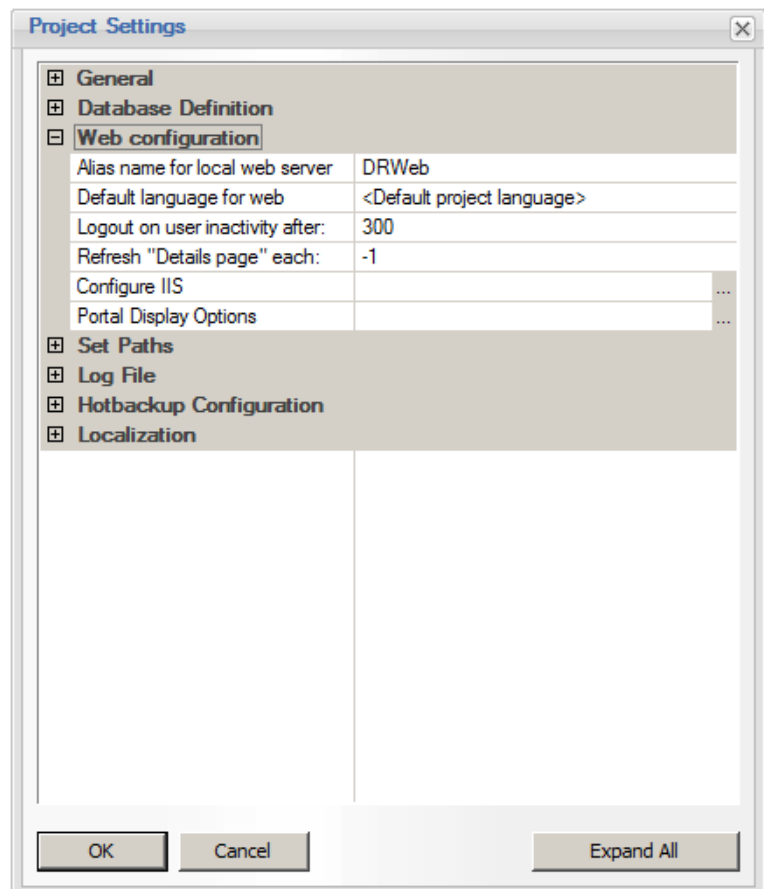 Project Settings
General
Database Definition
Web configuration
Alias name for local web server DRWeb
Default language for web <Default project language>
Logout on user inactivity after: 300
Refresh "Details page" each: -1
Configure IIS ...
Portal Display Options ...
Set Paths
Log File
Hotbackup Configuration
Localization
OK Cancel Expand All